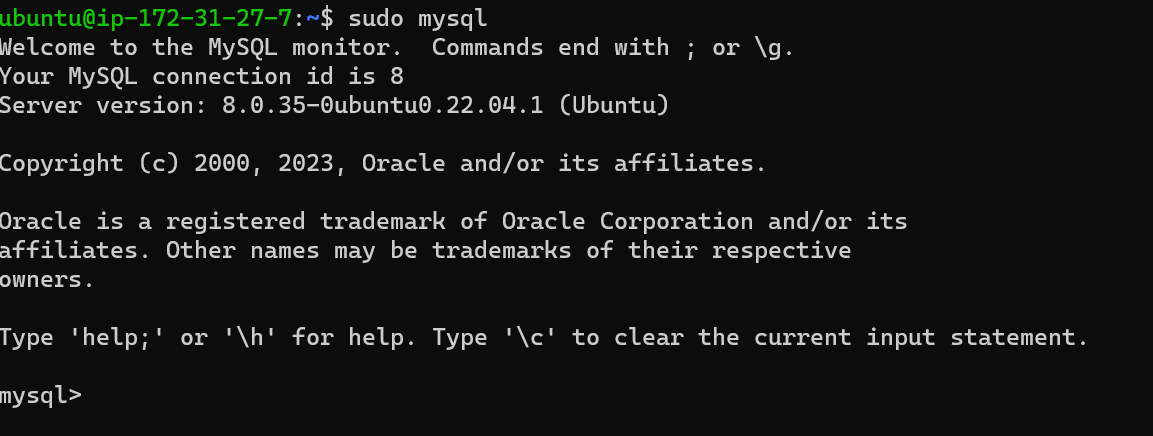 ubuntu@ip-172-31-27-7:~$ sudo mysql
Welcome to the MySQL monitor.  Commands end with ; or \g.
Your MySQL connection id is 8
Server version: 8.0.35-0ubuntu0.22.04.1 (Ubuntu)
Copyright (c) 2000, 2023, Oracle and/or its affiliates.
Oracle is a registered trademark of Oracle Corporation and/or its
affiliates. Other names may be trademarks of their respective
owners.
Type 'help;' or '\h' for help. Type '\c' to clear the current input statement.
mysql>